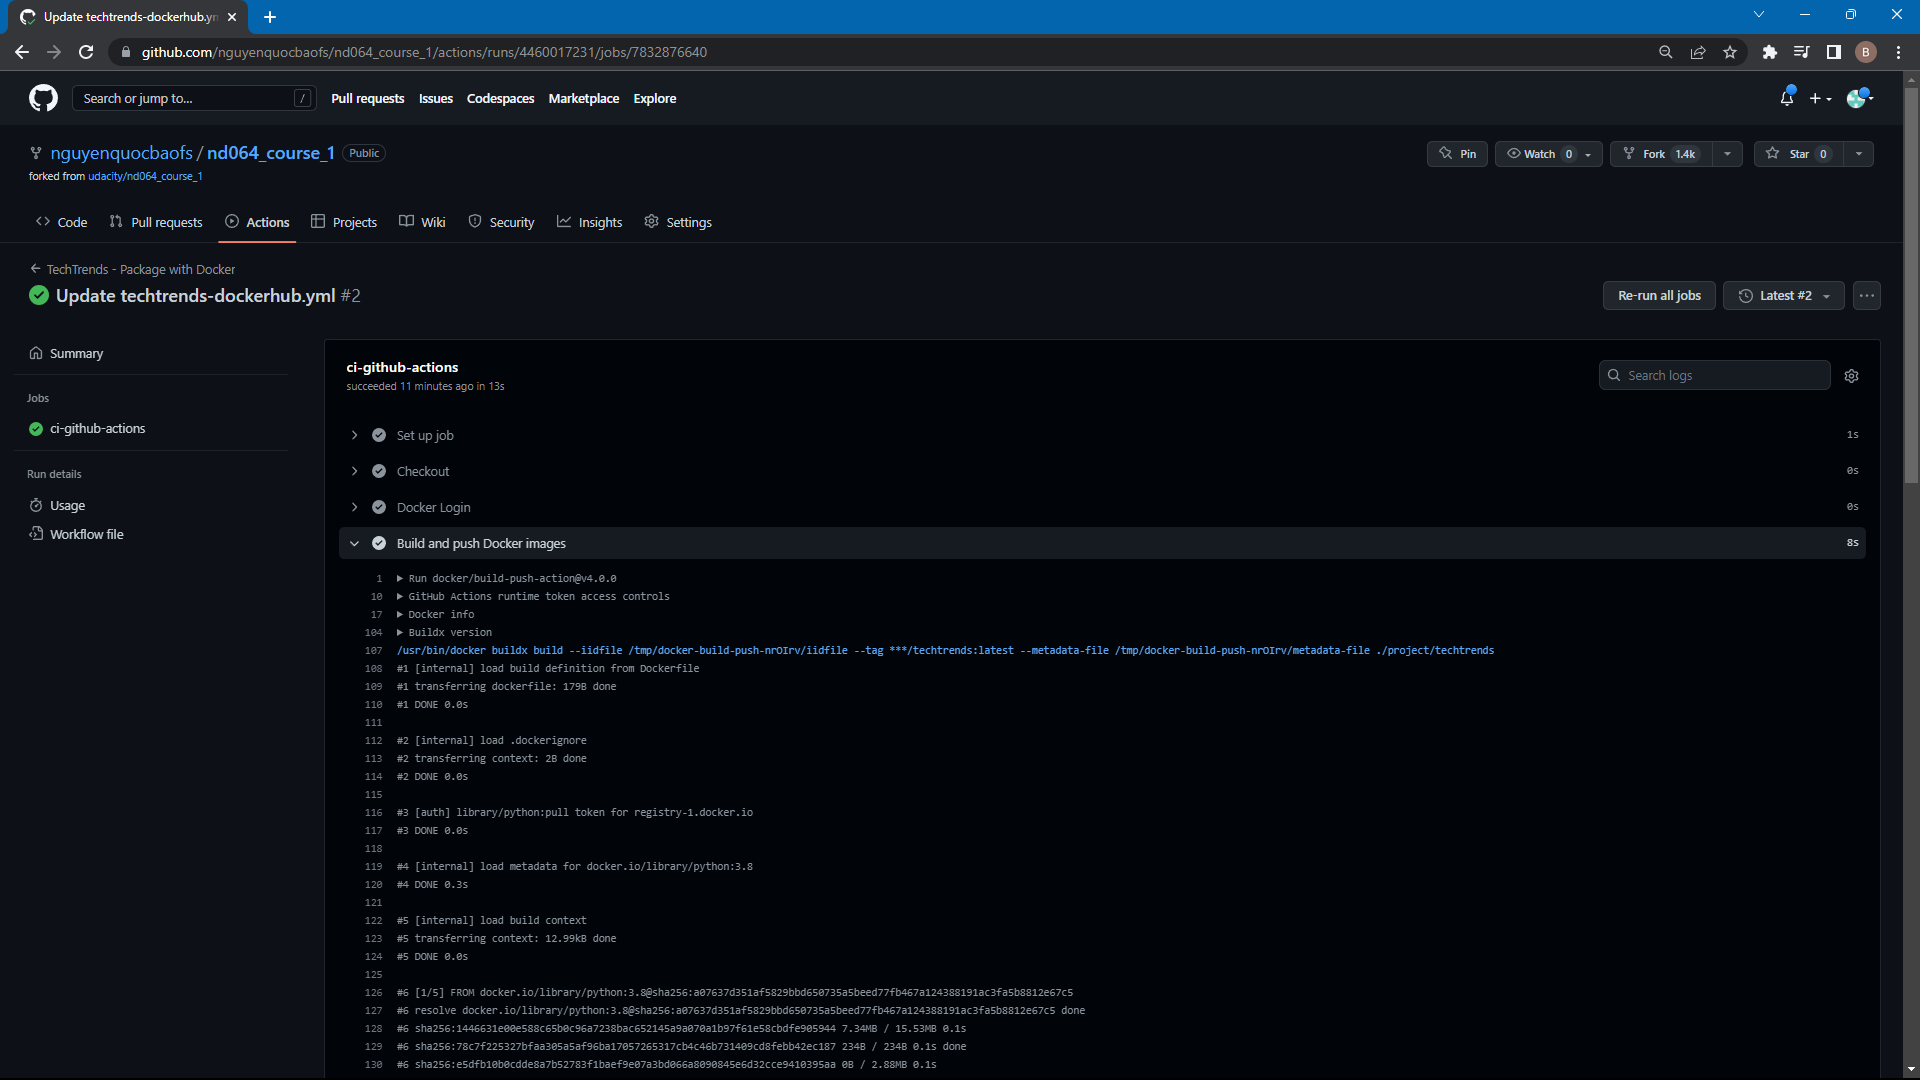 Update techtrends-dockerhub.ym
github.com/nguyenquocbaofs/nd064_course_1/actions/runs/4460017231/jobs/7832876640
B
Search or jump to... /
Pull requests Issues Codespaces Marketplace Explore
nguyenquocbaofs / nd064_course_1 Public
Pin Watch 0 Fork 1.4k Star 0
forked from udacity/nd064_course_1
Code Pull requests Actions Projects Wiki Security Insights Settings
TechTrends - Package with Docker
Update techtrends-dockerhub.yml #2
Re-run all jobs Latest #2
Summary
Jobs
ci-github-actions
Run details
Usage
Workflow file
ci-github-actions
succeeded 11 minutes ago in 13s
Search logs
Set up job 1s
Checkout 0s
Docker Login 0s
Build and push Docker images 8s
1 Run docker/build-push-action@v4.0.0
10 GitHub Actions runtime token access controls
17 Docker info
104 Buildx version
107 /usr/bin/docker buildx build --iidfile /tmp/docker-build-push-nrOIrv/iidfile --tag ***/techtrends:latest --metadata-file /tmp/docker-build-push-nrOIrv/metadata-file ./project/techtrends
108 #1 [internal] load build definition from Dockerfile
109 #1 transferring dockerfile: 179B done
110 #1 DONE 0.0s
111
112 #2 [internal] load .dockerignore
113 #2 transferring context: 2B done
114 #2 DONE 0.0s
115
116 #3 [auth] library/python:pull token for registry-1.docker.io
117 #3 DONE 0.0s
118
119 #4 [internal] load metadata for docker.io/library/python:3.8
120 #4 DONE 0.3s
121
122 #5 [internal] load build context
123 #5 transferring context: 12.99kB done
124 #5 DONE 0.0s
125
126 #6 [1/5] FROM docker.io/library/python:3.8@sha256:a07637d351af5829bbd650735a5beed77fb467a124388191ac3fa5b8812e67c5
127 #6 resolve docker.io/library/python:3.8@sha256:a07637d351af5829bbd650735a5beed77fb467a124388191ac3fa5b8812e67c5 done
128 #6 sha256:1446631e00e588c65b0c96a7238bac652145a9a070a1b97f61e58cbdfe905944 7.34MB / 15.53MB 0.1s
129 #6 sha256:78c7f225327bfaa305a5af96ba17057265317cb4c46b731409cd8febb42ec187 234B / 234B 0.1s done
130 #6 sha256:e5dfb10b0cdde8a7b52783f1baef9e07a3bd066a8090845e6d32cce9410395aa 0B / 2.88MB 0.1s